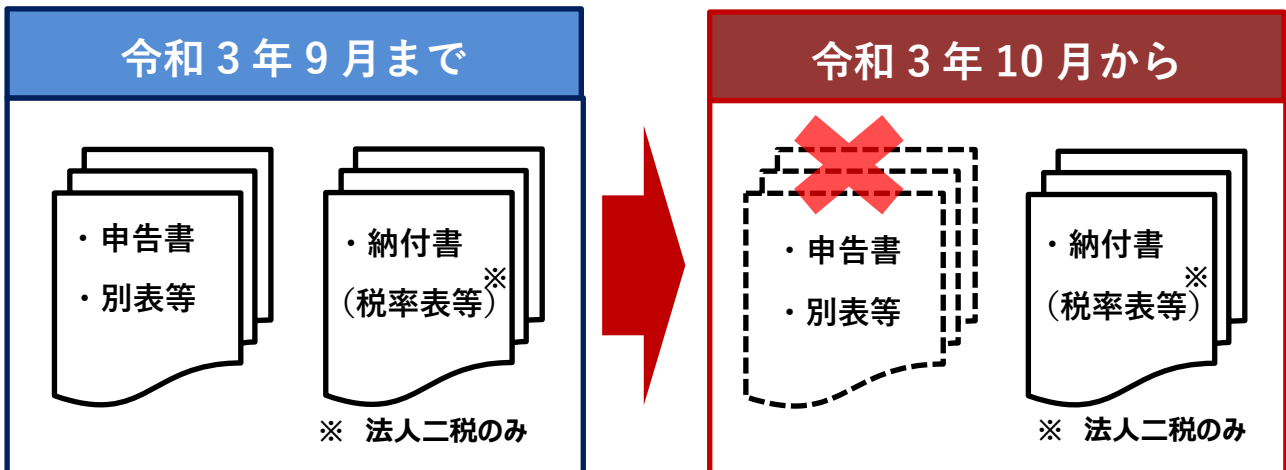 令和３年９月まで
・申告書
・別表等
・納付書
（税率表等）※
※　法人二税のみ
令和３年10月から
・申告書
・別表等
・納付書
（税率表等）※
※　法人二税のみ